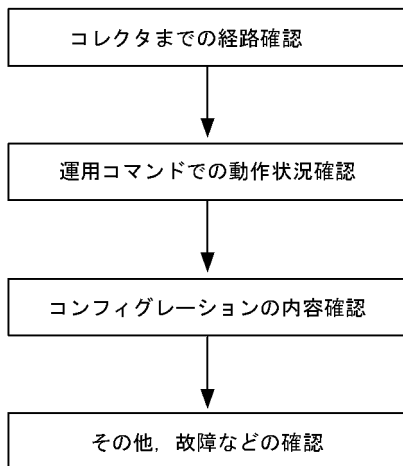 コレクタまでの経路確認
運用コマンドでの動作状況確認
コンフィグレーションの内容確認
その他，故障などの確認